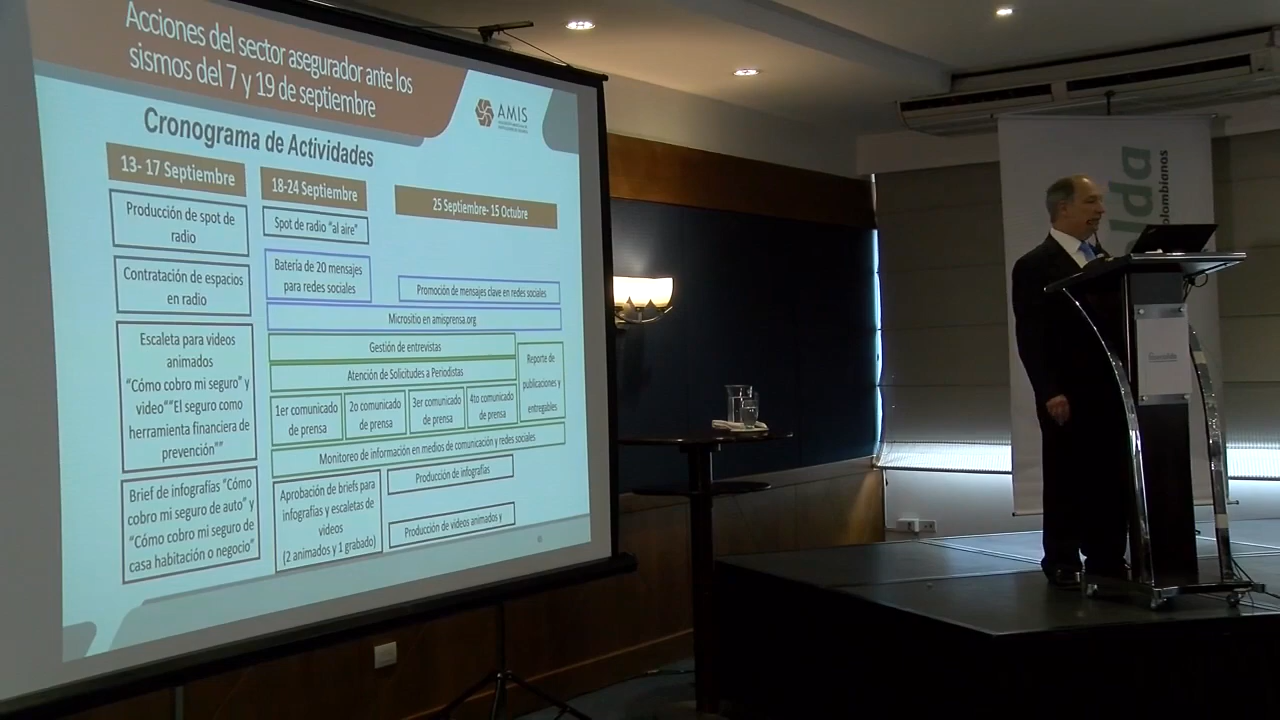 Acciones del sector asegurador ante los
sismos del 7 y 19 de septiembre
AMIS
Cronograma de Actividades
13- 17 Septiembre
18-24 Septiembre
25 Septiembre- 15 Octubre
Producción de spot de
radio
Spot de radio "al aire"
Contratación de espacios
en radio
Batería de 20 mensajes
para redes sociales
Promoción de mensajes clave en redes sociales
Micrositio en amisprensa.org
Escaleta para videos
animados
"Cómo cobro mi seguro" y
video""El seguro como
herramienta financiera de
prevención""
Gestión de entrevistas
Atención de Solicitudes a Periodistas
Reporte de
publicaciones y
entregables
1er comunicado
de prensa
2o comunicado
de prensa
3er comunicado
de prensa
4to comunicado
de prensa
Monitoreo de información en medios de comunicación y redes sociales
Brief de infografías "Cómo
cobro mi seguro de auto" y
"Cómo cobro mi seguro de
casa habitación o negocio"
Aprobación de briefs para
infografías y escaletas de
videos
(2 animados y 1 grabado)
Producción de infografías
Producción de videos animados y
lda
olombianos